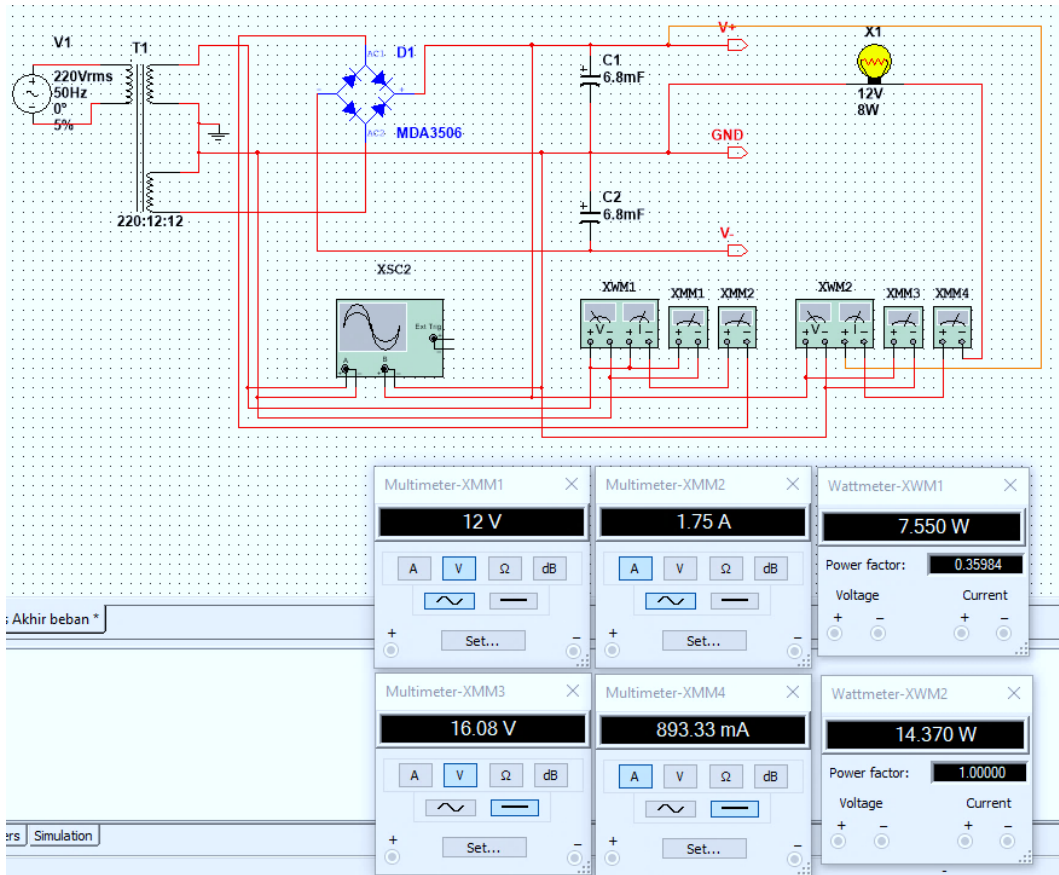 V1
T1
220Vrms
50Hz
0°
5%
220:12:12
AC1
D1
-
+
AC2
MDA3506
C1
6.8mF
V+
X1
12V
8W
GND
C2
6.8mF
V-
XSC2
Ext Trig
A
B
XWM1
XMM1
XMM2
XWM2
XMM3
XMM4
V
I
V
I
Multimeter-XMM1
12 V
A V Ω dB
Set...
+ -
Multimeter-XMM2
1.75 A
A V Ω dB
Set...
+ -
Wattmeter-XWM1
7.550 W
Power factor: 0.35984
Voltage Current
+ - + -
s Akhir beban *
Multimeter-XMM3
16.08 V
A V Ω dB
Set...
+ -
Multimeter-XMM4
893.33 mA
A V Ω dB
Set...
+ -
Wattmeter-XWM2
14.370 W
Power factor: 1.00000
Voltage Current
+ - + -
ers Simulation